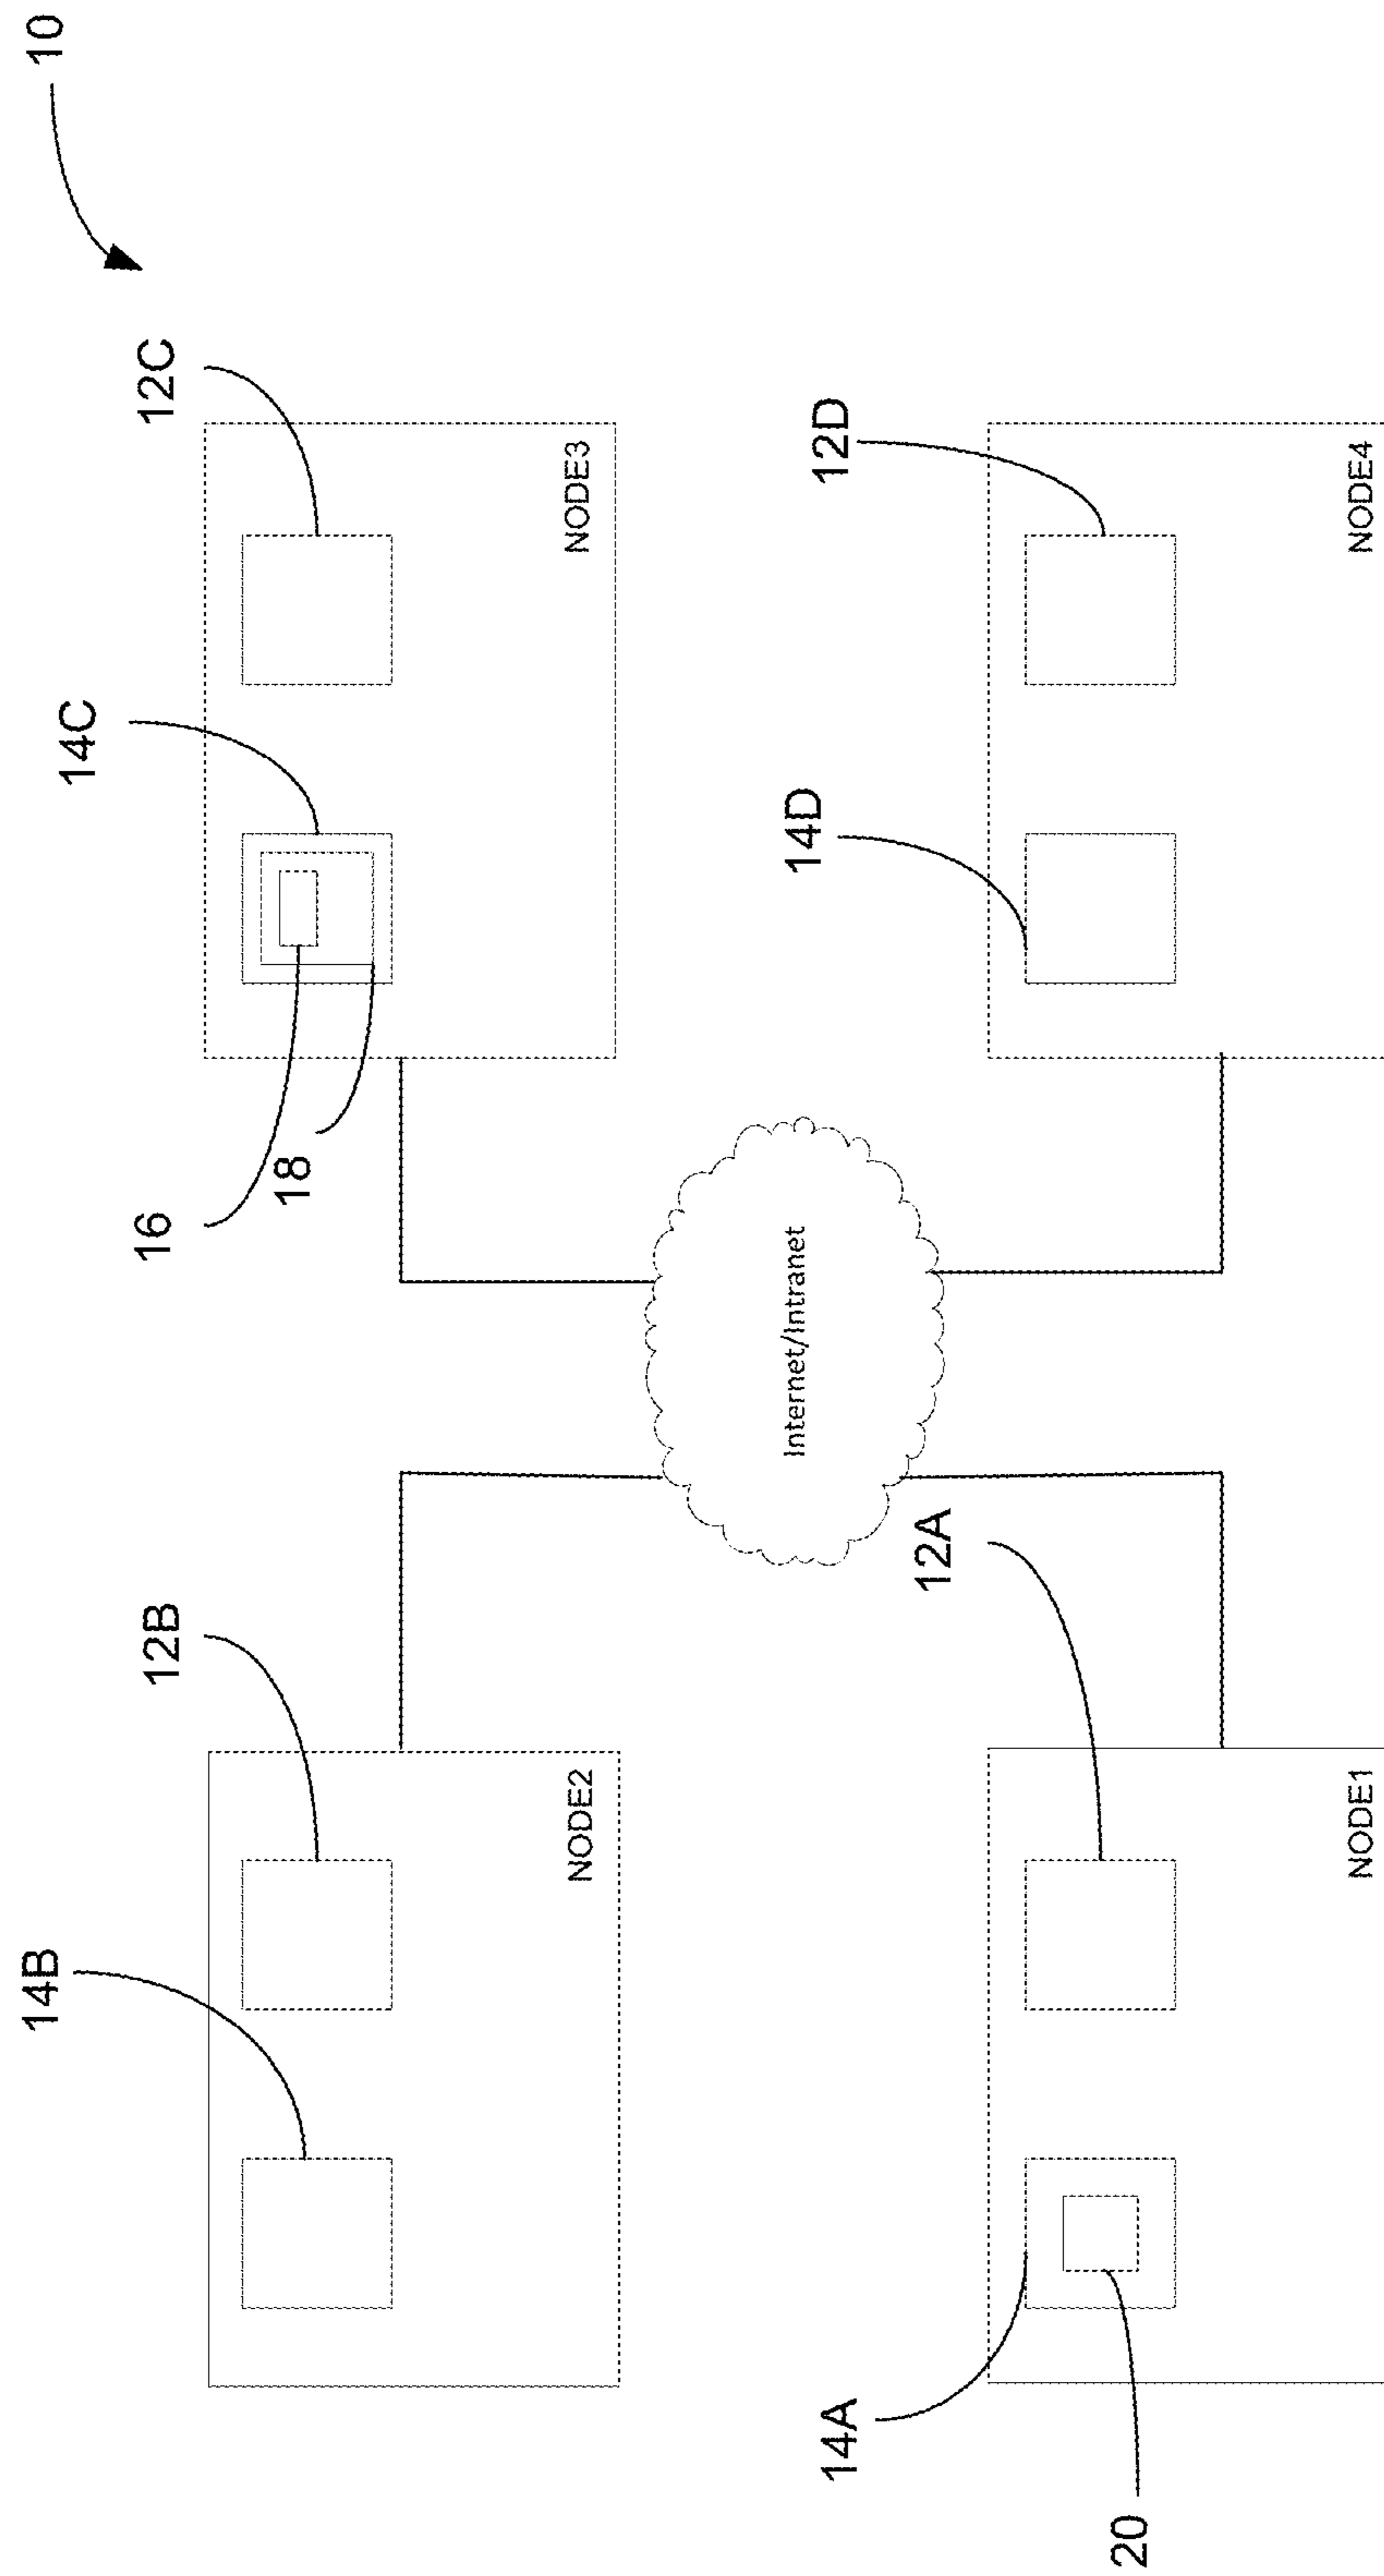 14B
10
14C
12B
16
12C
18
NODE2
NODE3
Internet/Intranet
14A
14D
12D
12A
20
NODE1
NODE4